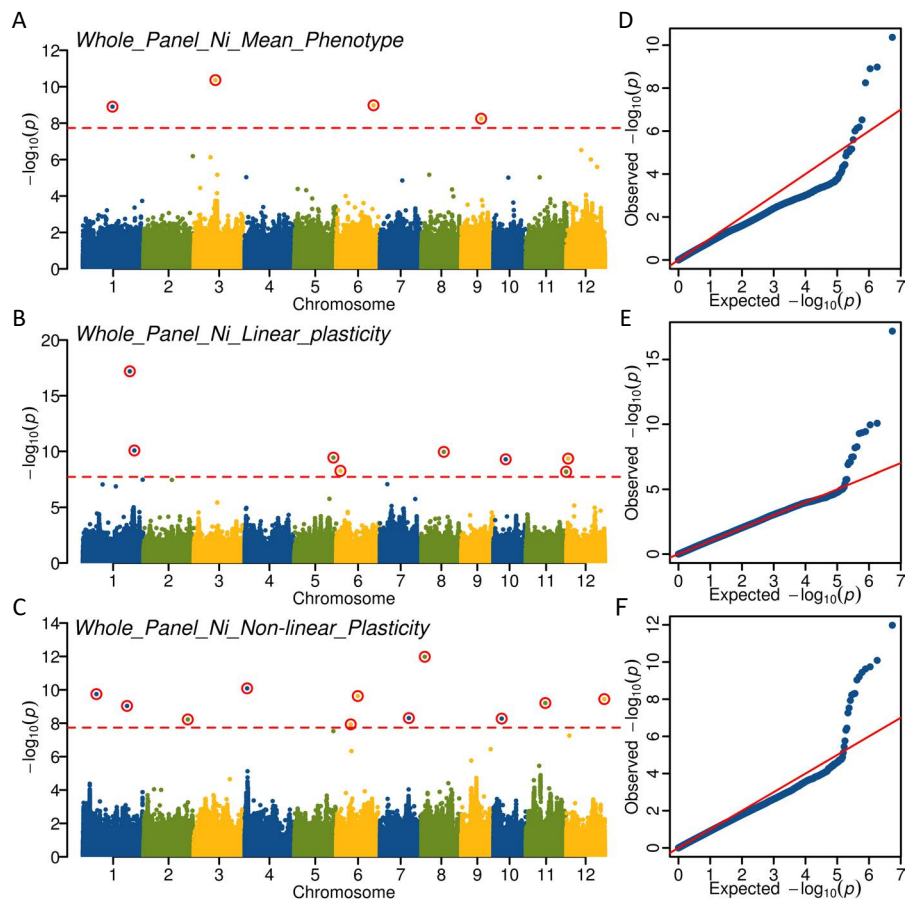 A
Whole_Panel_Ni_Mean_Phenotype
12
10
8
6
4
2
0
−log10(p)
1 2 3 4 5 6 7 8 9 10 11 12
Chromosome
D
10
8
6
4
2
0
Observed −log10(p)
0 1 2 3 4 5 6 7
Expected −log10(p)
B
Whole_Panel_Ni_Linear_plasticity
20
15
10
5
0
−log10(p)
1 2 3 4 5 6 7 8 9 10 11 12
Chromosome
E
15
10
5
0
Observed −log10(p)
0 1 2 3 4 5 6 7
Expected −log10(p)
C
Whole_Panel_Ni_Non-linear_Plasticity
14
12
10
8
6
4
2
0
−log10(p)
1 2 3 4 5 6 7 8 9 10 11 12
Chromosome
F
12
10
8
6
4
2
0
Observed −log10(p)
0 1 2 3 4 5 6 7
Expected −log10(p)